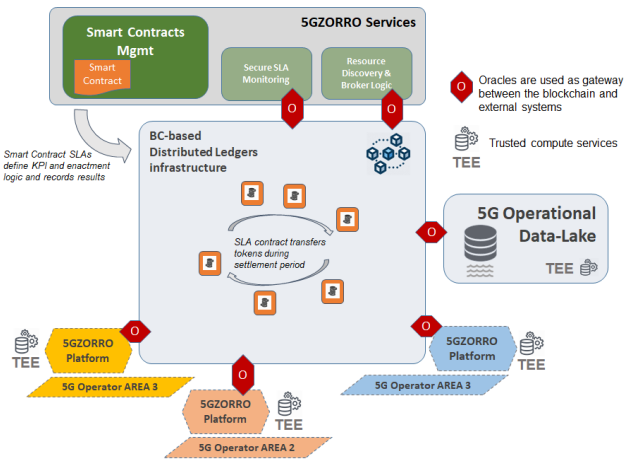 5GZORRO Services
Smart Contracts
Mgmt
Smart
Contract
Secure SLA
Monitoring
Resource
Discovery &
Broker Logic
O
O
O
Oracles are used as gateway
between the blockchain and
external systems
TEE
Trusted compute services
Smart Contract SLAs
define KPI and enactment
logic and records results
BC-based
Distributed Ledgers
infrastructure
SLA contract transfers
tokens during
settlement period
O
5G Operational
Data-Lake
TEE
TEE
5GZORRO
Platform
O
5G Operator AREA 3
O
5GZORRO
Platform
TEE
5G Operator AREA 2
O
5GZORRO
Platform
TEE
5G Operator AREA 3